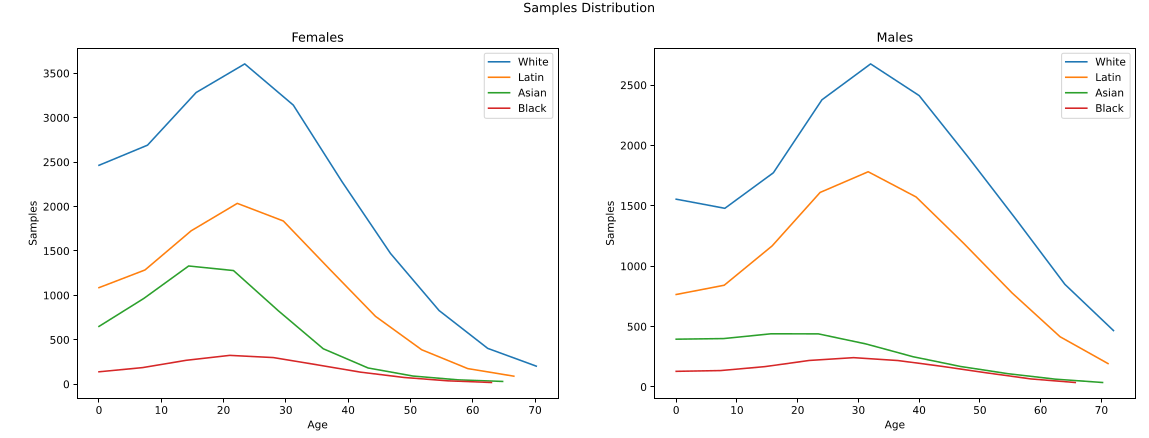 Samples Distribution
Females
White
Latin
Asian
Black
3500
3000
2500
2000
1500
1000
500
0
Samples
0 10 20 30 40 50 60 70
Age
Males
White
Latin
Asian
Black
2500
2000
1500
1000
500
0
Samples
0 10 20 30 40 50 60 70
Age